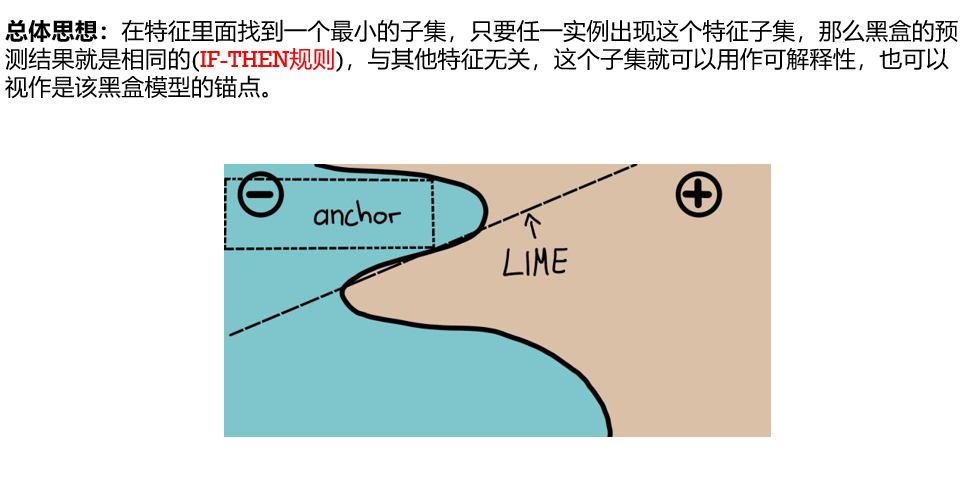 总体思想：在特征里面找到一个最小的子集，只要任一实例出现这个特征子集，那么黑盒的预
测结果就是相同的(IF-THEN规则)，与其他特征无关，这个子集就可以用作可解释性，也可以
视作是该黑盒模型的锚点。
−
+
anchor
LIME